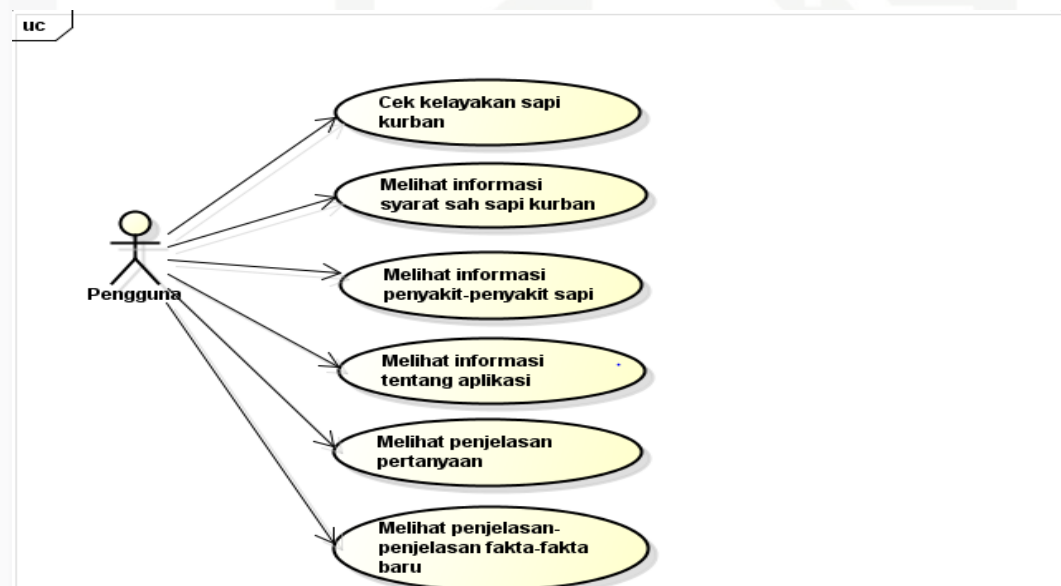 uc
Cek kelayakan sapi
kurban
Melihat informasi
syarat sah sapi kurban
Melihat informasi
penyakit-penyakit sapi
Pengguna
Melihat informasi
tentang aplikasi
Melihat penjelasan
pertanyaan
Melihat penjelasan-
penjelasan fakta-fakta
baru